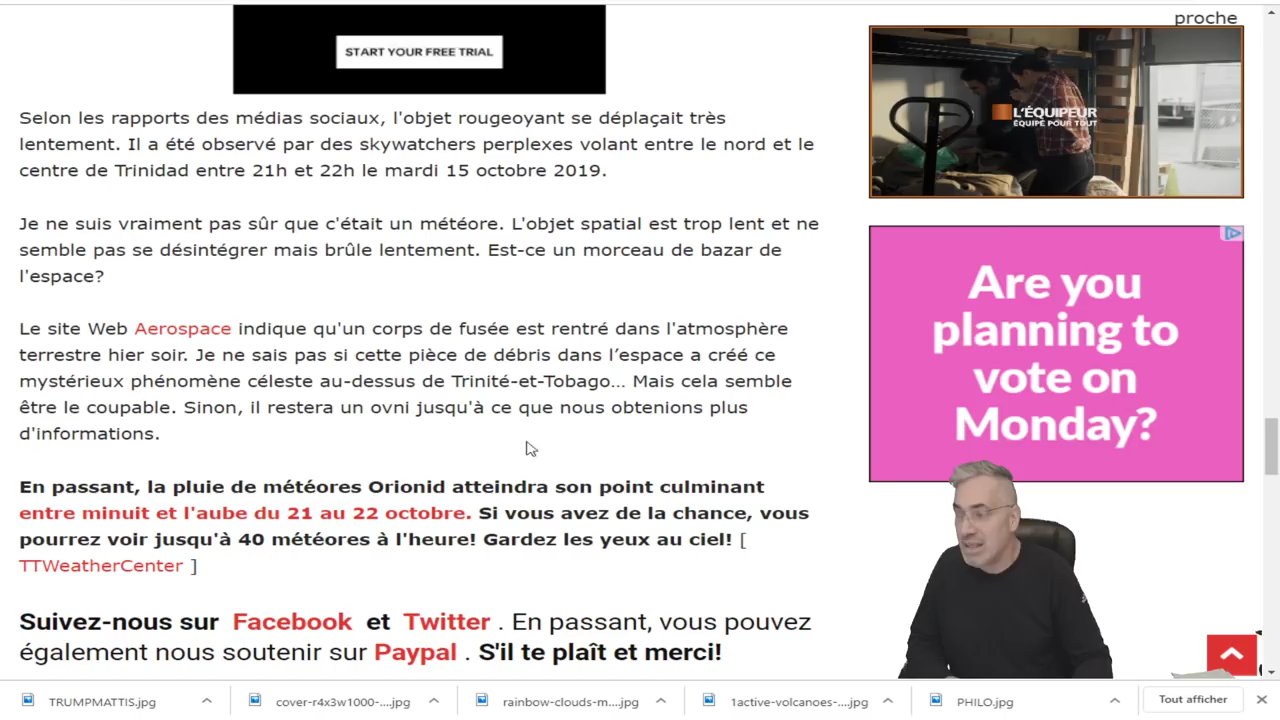 proche
START YOUR FREE TRIAL
L'ÉQUIPEUR
ÉQUIPÉ POUR TOUT
Selon les rapports des médias sociaux, l'objet rougeoyant se déplaçait très
lentement. Il a été observé par des skywatchers perplexes volant entre le nord et le
centre de Trinidad entre 21h et 22h le mardi 15 octobre 2019.
Je ne suis vraiment pas sûr que c'était un météore. L'objet spatial est trop lent et ne
semble pas se désintégrer mais brûle lentement. Est-ce un morceau de bazar de
l'espace?
Are you
planning to
vote on
Monday?
Le site Web Aerospace indique qu'un corps de fusée est rentré dans l'atmosphère
terrestre hier soir. Je ne sais pas si cette pièce de débris dans l’espace a créé ce
mystérieux phénomène céleste au-dessus de Trinité-et-Tobago... Mais cela semble
être le coupable. Sinon, il restera un ovni jusqu'à ce que nous obtenions plus
d'informations.
En passant, la pluie de météores Orionid atteindra son point culminant
entre minuit et l'aube du 21 au 22 octobre. Si vous avez de la chance, vous
pourrez voir jusqu'à 40 météores à l'heure! Gardez les yeux au ciel! [
TTWeatherCenter ]
Suivez-nous sur Facebook et Twitter . En passant, vous pouvez
également nous soutenir sur Paypal . S'il te plaît et merci!
TRUMPMATTIS.jpg
cover-r4x3w1000-....jpg
rainbow-clouds-m....jpg
1active-volcanoes-....jpg
PHILO.jpg
Tout afficher